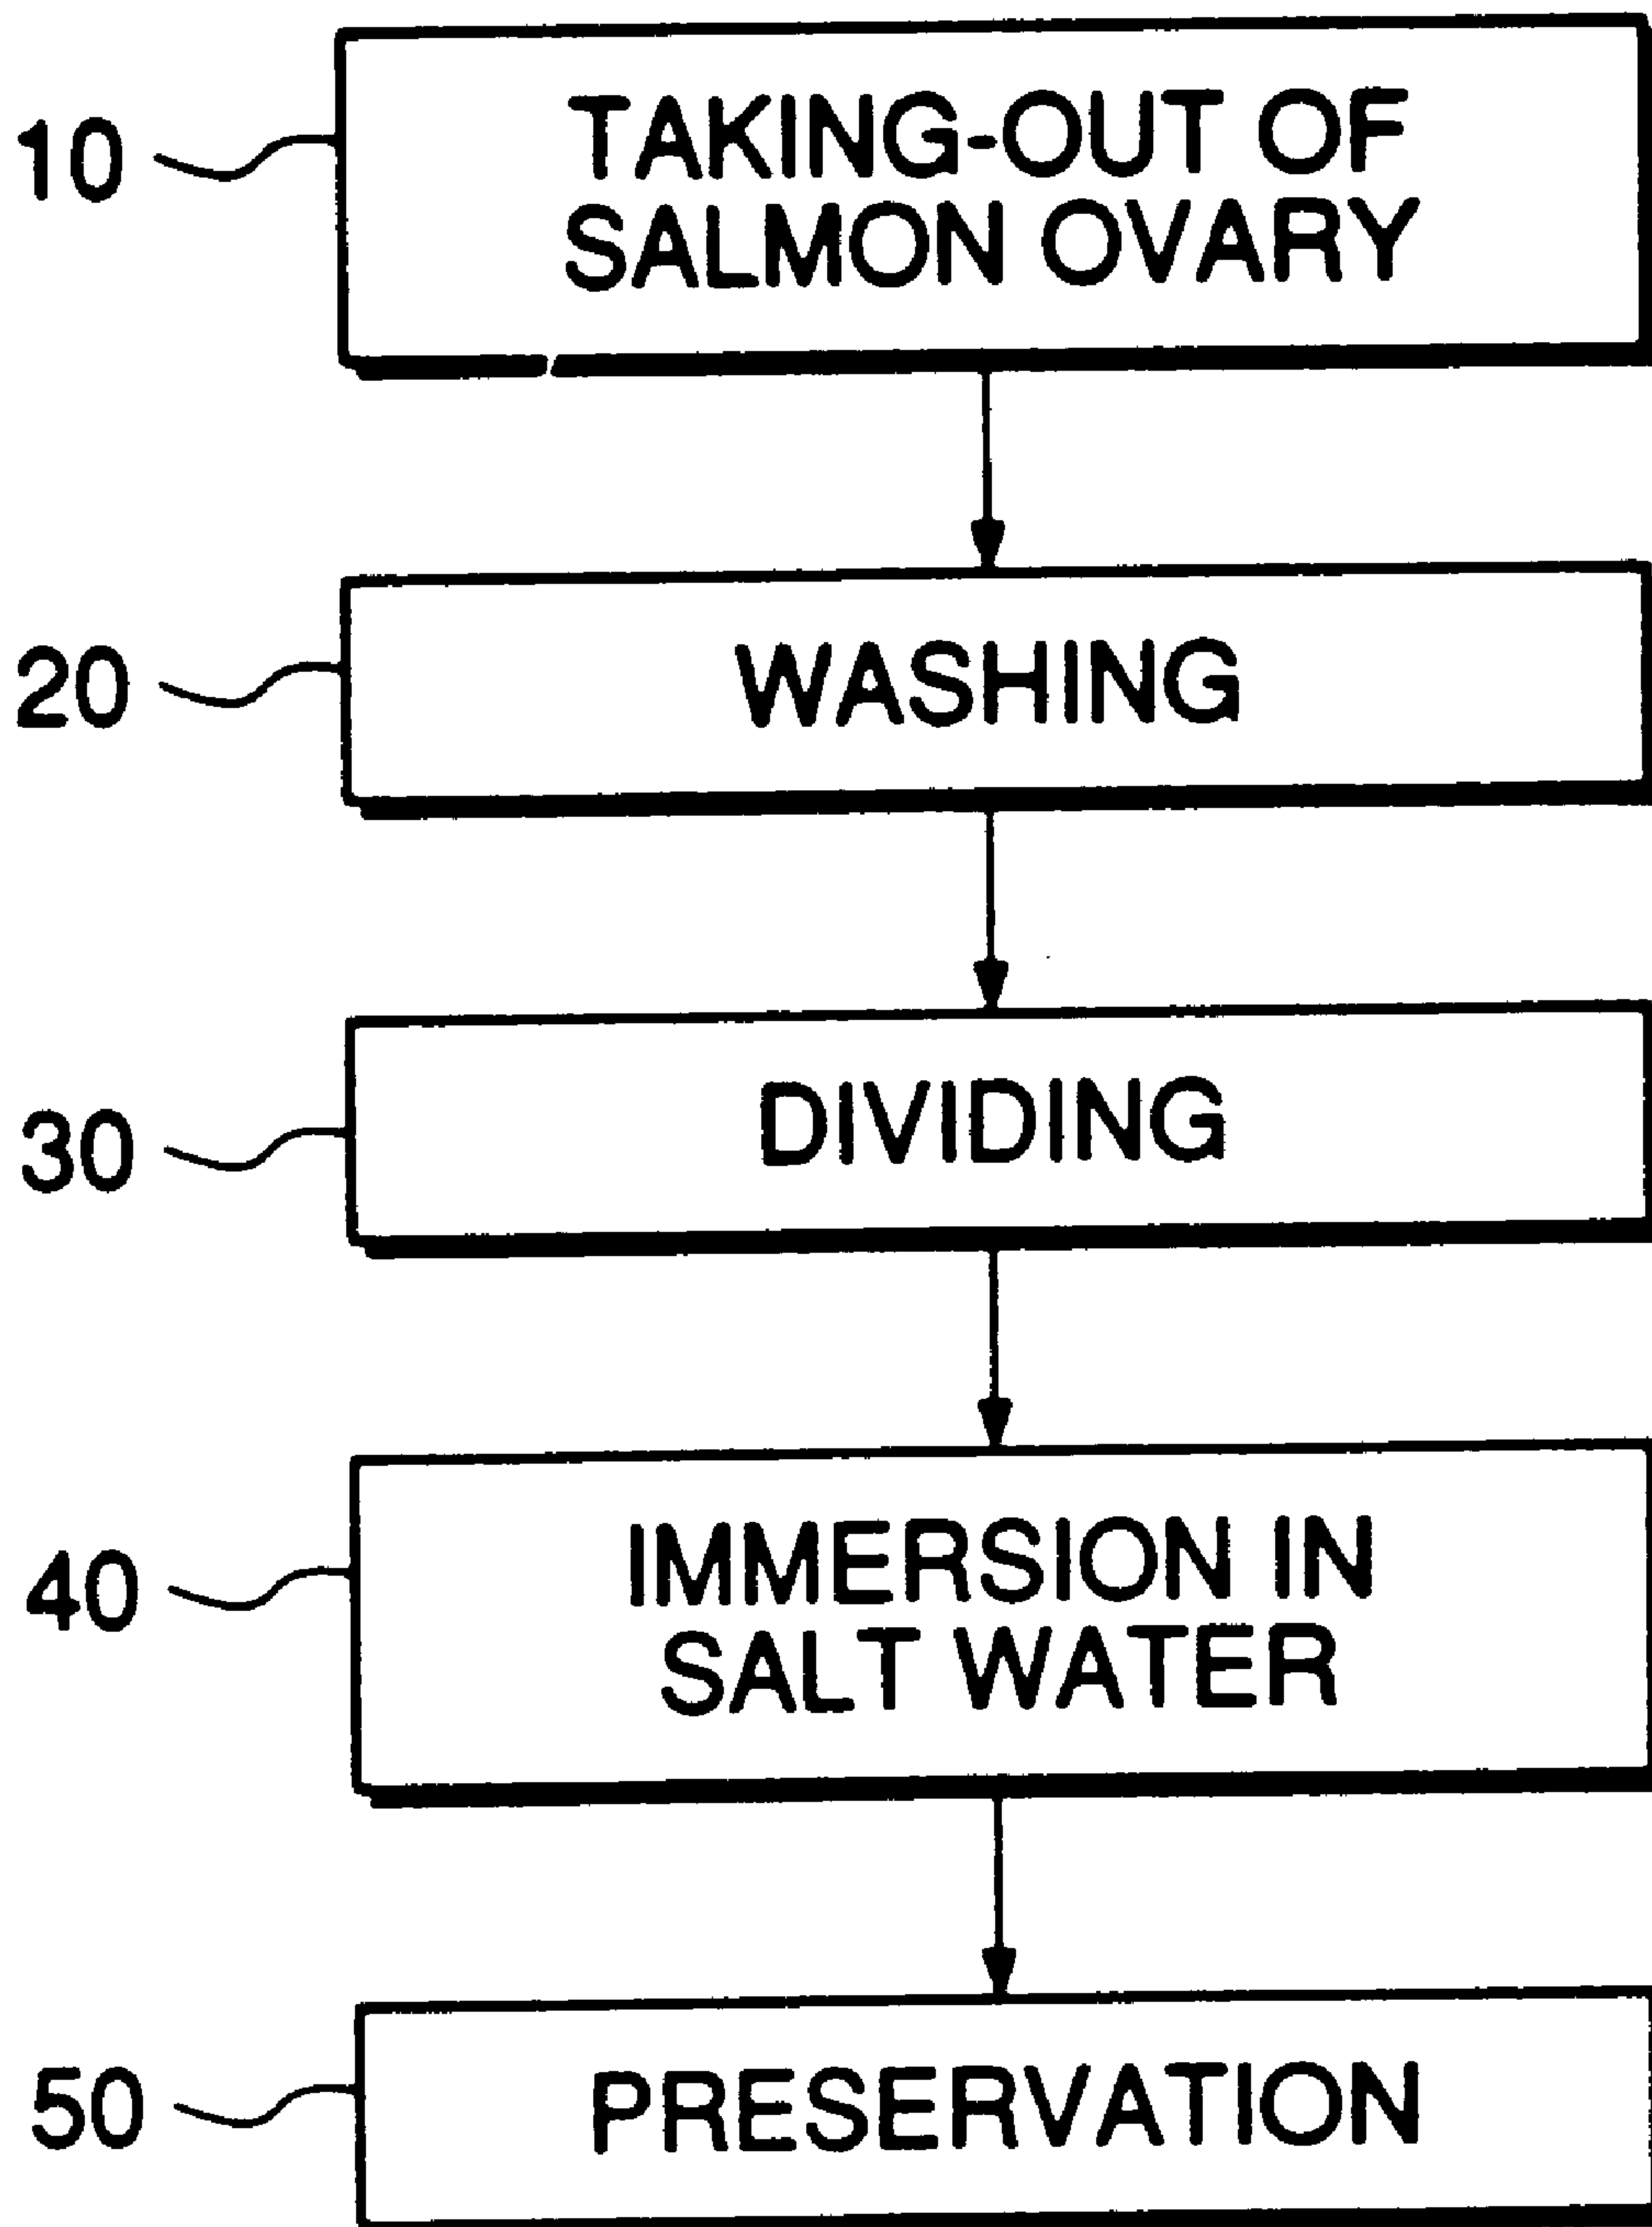 10
TAKING-OUT OF
SALMON OVARY
20
WASHING
30
DIVIDING
40
IMMERSION IN
SALT WATER
50
PRESERVATION